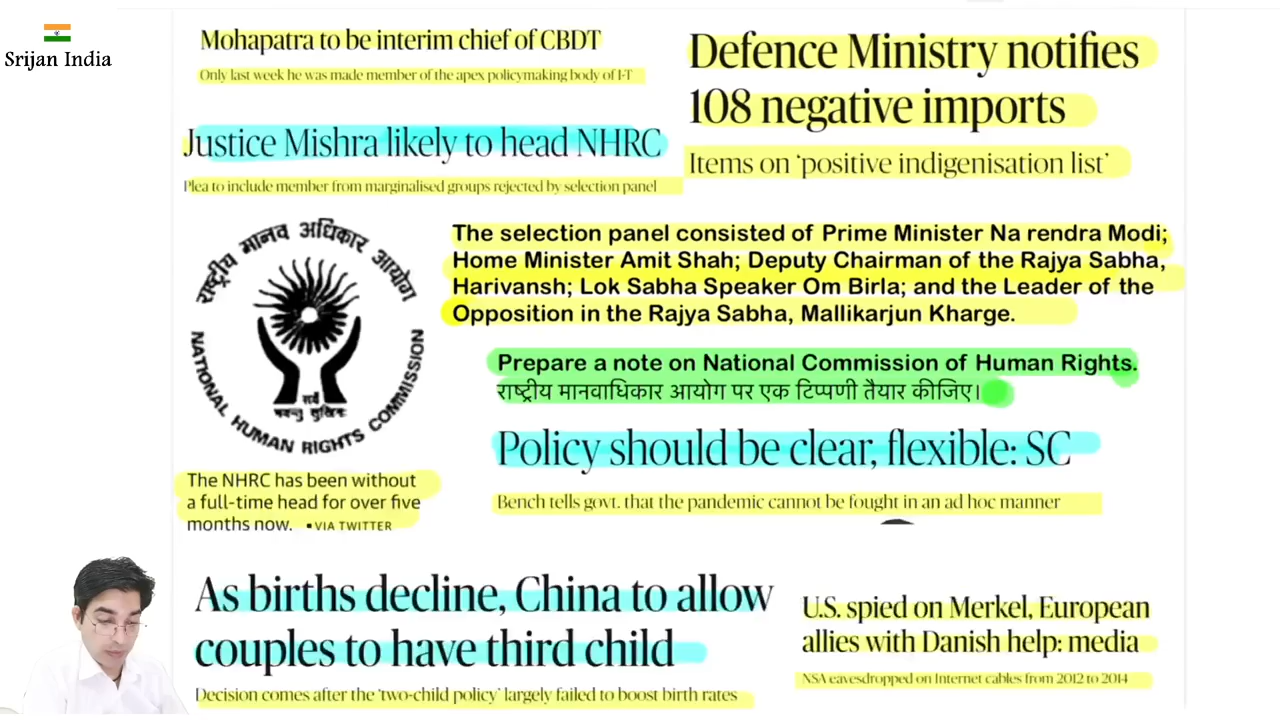 Srijan India
Mohapatra to be interim chief of CBDT
Only last week he was made member of the apex policymaking body of I-T
Defence Ministry notifies
108 negative imports
Items on ‘positive indigenisation list’
Justice Mishra likely to head NHRC
Plea to include member from marginalised groups rejected by selection panel
राष्ट्रीय मानव अधिकार आयोग
सर्वे
भवन्तु सुखिनः
NATIONAL HUMAN RIGHTS COMMISSION
The NHRC has been without
a full-time head for over five
months now. ▪VIA TWITTER
The selection panel consisted of Prime Minister Na rendra Modi;
Home Minister Amit Shah; Deputy Chairman of the Rajya Sabha,
Harivansh; Lok Sabha Speaker Om Birla; and the Leader of the
Opposition in the Rajya Sabha, Mallikarjun Kharge.
Prepare a note on National Commission of Human Rights.
राष्ट्रीय मानवाधिकार आयोग पर एक टिप्पणी तैयार कीजिए।
Policy should be clear, flexible: SC
Bench tells govt. that the pandemic cannot be fought in an ad hoc manner
As births decline, China to allow
couples to have third child
Decision comes after the ‘two-child policy’ largely failed to boost birth rates
U.S. spied on Merkel, European
allies with Danish help: media
NSA eavesdropped on Internet cables from 2012 to 2014